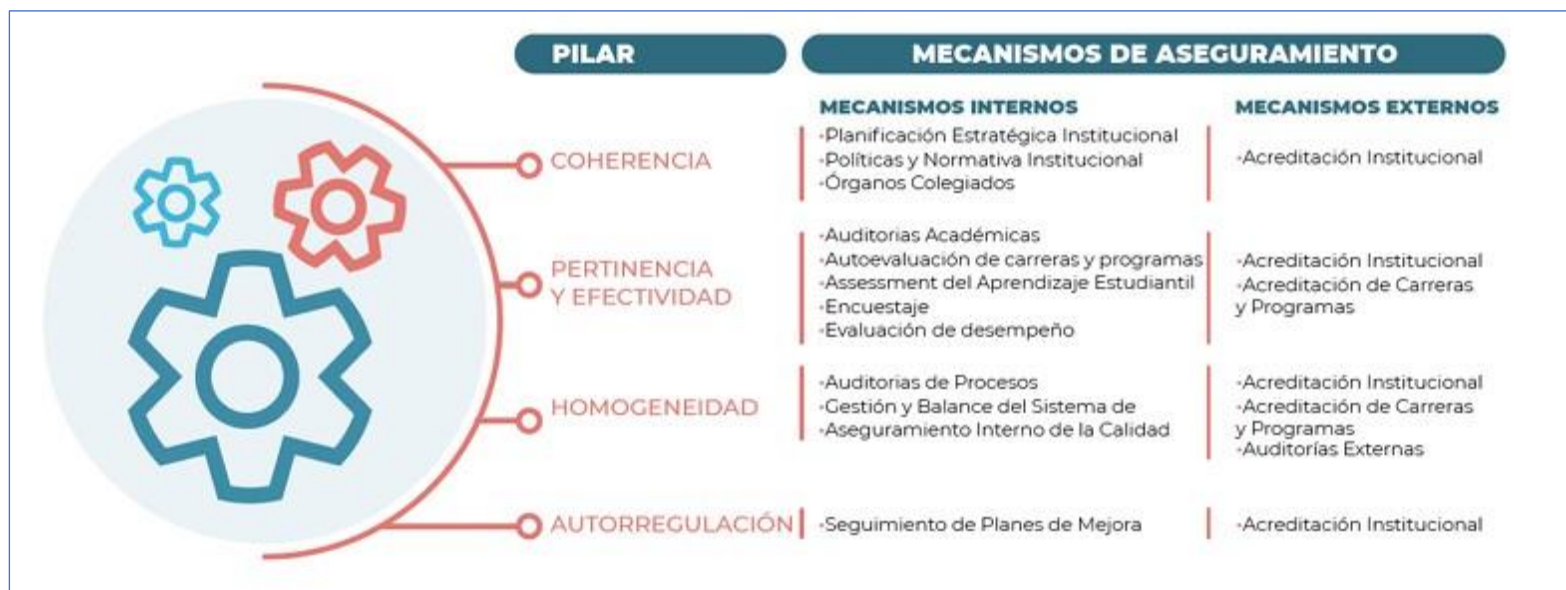 PILAR
MECANISMOS DE ASEGURAMIENTO
MECANISMOS INTERNOS
MECANISMOS EXTERNOS
COHERENCIA
•Planificación Estratégica Institucional
•Políticas y Normativa Institucional
•Órganos Colegiados
•Acreditación Institucional
PERTINENCIA
Y EFECTIVIDAD
•Auditorias Académicas
•Autoevaluación de carreras y programas
•Assessment del Aprendizaje Estudiantil
•Encuestaje
•Evaluación de desempeño
•Acreditación Institucional
•Acreditación de Carreras
y Programas
HOMOGENEIDAD
•Auditorias de Procesos
•Gestión y Balance del Sistema de
•Aseguramiento Interno de la Calidad
•Acreditación Institucional
•Acreditación de Carreras
y Programas
•Auditorías Externas
AUTORREGULACIÓN
•Seguimiento de Planes de Mejora
•Acreditación Institucional